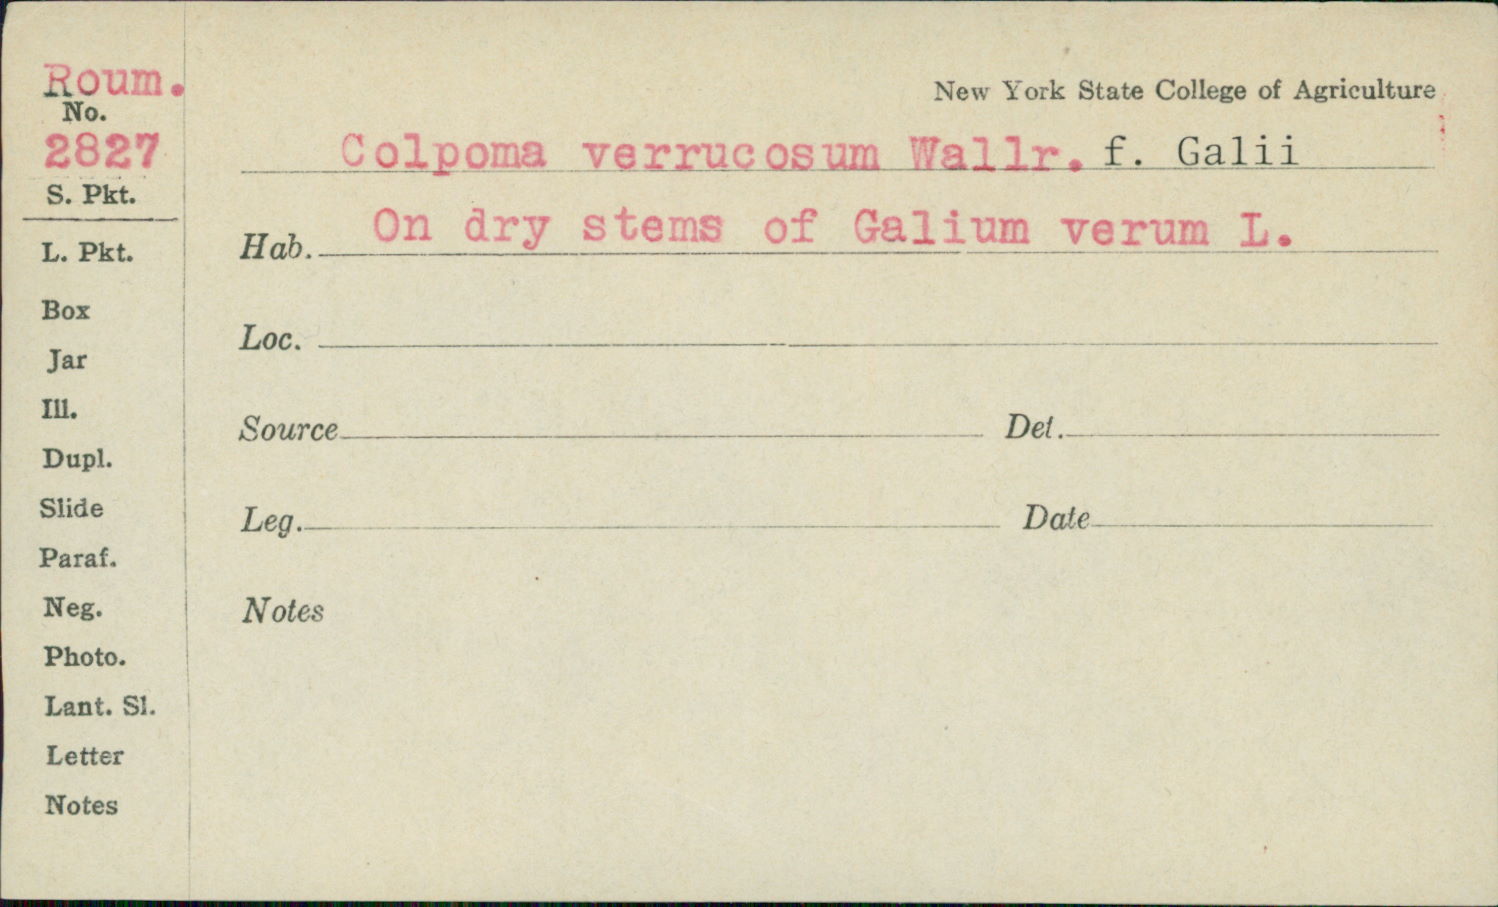 Roum.
No.
2827
S. Pkt.
L. Pkt.
Box
Jar
Ill.
Dupl.
Slide
Paraf.
Neg.
Photo.
Lant. Sl.
Letter
Notes
New York State College of Agriculture
Colpoma verrucosum Wallr. f. Galii
Hab. On dry stems of Galium verum L.
Loc.
Source Det.
Leg. Date
Notes